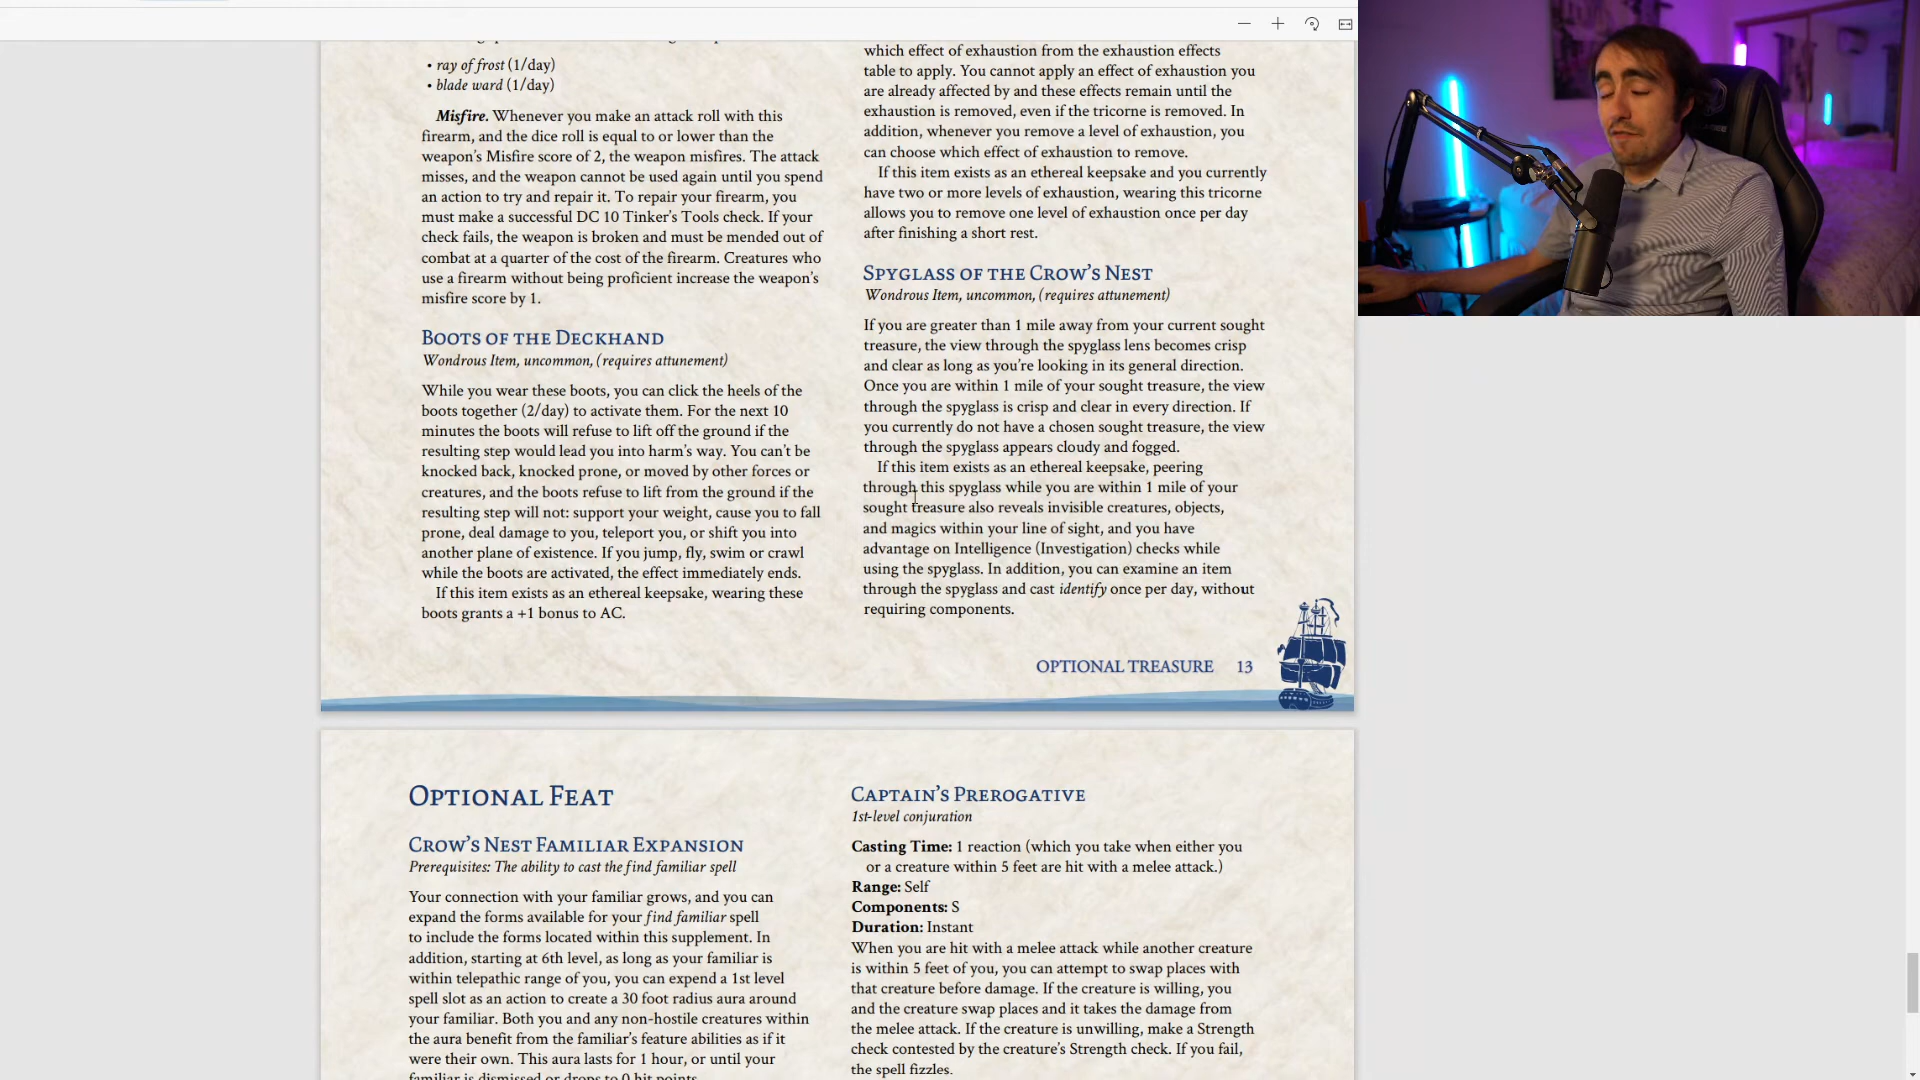 • ray of frost (1/day)
• blade ward (1/day)
Misfire. Whenever you make an attack roll with this
firearm, and the dice roll is equal to or lower than the
weapon’s Misfire score of 2, the weapon misfires. The attack
misses, and the weapon cannot be used again until you spend
an action to try and repair it. To repair your firearm, you
must make a successful DC 10 Tinker’s Tools check. If your
check fails, the weapon is broken and must be mended out of
combat at a quarter of the cost of the firearm. Creatures who
use a firearm without being proficient increase the weapon’s
misfire score by 1.
Boots of the Deckhand
Wondrous Item, uncommon, (requires attunement)
While you wear these boots, you can click the heels of the
boots together (2/day) to activate them. For the next 10
minutes the boots will refuse to lift off the ground if the
resulting step would lead you into harm’s way. You can’t be
knocked back, knocked prone, or moved by other forces or
creatures, and the boots refuse to lift from the ground if the
resulting step will not: support your weight, cause you to fall
prone, deal damage to you, teleport you, or shift you into
another plane of existence. If you jump, fly, swim or crawl
while the boots are activated, the effect immediately ends.
If this item exists as an ethereal keepsake, wearing these
boots grants a +1 bonus to AC.
which effect of exhaustion from the exhaustion effects
table to apply. You cannot apply an effect of exhaustion you
are already affected by and these effects remain until the
exhaustion is removed, even if the tricorne is removed. In
addition, whenever you remove a level of exhaustion, you
can choose which effect of exhaustion to remove.
If this item exists as an ethereal keepsake and you currently
have two or more levels of exhaustion, wearing this tricorne
allows you to remove one level of exhaustion once per day
after finishing a short rest.
Spyglass of the Crow’s Nest
Wondrous Item, uncommon, (requires attunement)
If you are greater than 1 mile away from your current sought
treasure, the view through the spyglass lens becomes crisp
and clear as long as you’re looking in its general direction.
Once you are within 1 mile of your sought treasure, the view
through the spyglass is crisp and clear in every direction. If
you currently do not have a chosen sought treasure, the view
through the spyglass appears cloudy and fogged.
If this item exists as an ethereal keepsake, peering
through this spyglass while you are within 1 mile of your
sought treasure also reveals invisible creatures, objects,
and magics within your line of sight, and you have
advantage on Intelligence (Investigation) checks while
using the spyglass. In addition, you can examine an item
through the spyglass and cast identify once per day, without
requiring components.
OPTIONAL TREASURE 13
Optional Feat
Crow’s Nest Familiar Expansion
Prerequisites: The ability to cast the find familiar spell
Your connection with your familiar grows, and you can
expand the forms available for your find familiar spell
to include the forms located within this supplement. In
addition, starting at 6th level, as long as your familiar is
within telepathic range of you, you can expend a 1st level
spell slot as an action to create a 30 foot radius aura around
your familiar. Both you and any non-hostile creatures within
the aura benefit from the familiar’s feature abilities as if it
were their own. This aura lasts for 1 hour, or until your
familiar is dismissed or drops to 0 hit points.
Captain’s Prerogative
1st-level conjuration
Casting Time: 1 reaction (which you take when either you
or a creature within 5 feet are hit with a melee attack.)
Range: Self
Components: S
Duration: Instant
When you are hit with a melee attack while another creature
is within 5 feet of you, you can attempt to swap places with
that creature before damage. If the creature is willing, you
and the creature swap places and it takes the damage from
the melee attack. If the creature is unwilling, make a Strength
check contested by the creature’s Strength check. If you fail,
the spell fizzles.